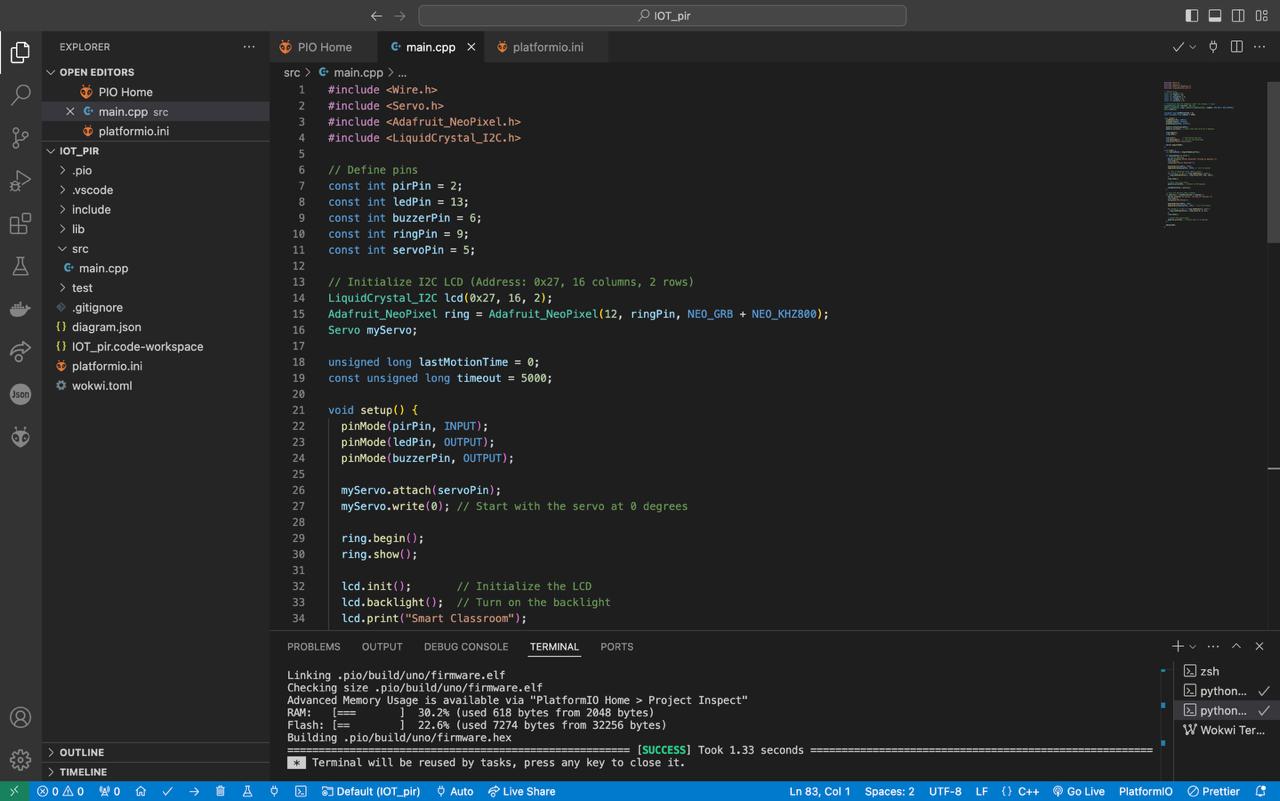 IOT_pir
EXPLORER
PIO Home
main.cpp
platformio.ini
OPEN EDITORS
PIO Home
main.cpp src
platformio.ini
IOT_PIR
.pio
.vscode
include
lib
src
main.cpp
test
.gitignore
diagram.json
IOT_pir.code-workspace
platformio.ini
wokwi.toml
Json
OUTLINE
TIMELINE
src > main.cpp > ...
1 #include <Wire.h>
2 #include <Servo.h>
3 #include <Adafruit_NeoPixel.h>
4 #include <LiquidCrystal_I2C.h>
5
6 // Define pins
7 const int pirPin = 2;
8 const int ledPin = 13;
9 const int buzzerPin = 6;
10 const int ringPin = 9;
11 const int servoPin = 5;
12
13 // Initialize I2C LCD (Address: 0x27, 16 columns, 2 rows)
14 LiquidCrystal_I2C lcd(0x27, 16, 2);
15 Adafruit_NeoPixel ring = Adafruit_NeoPixel(12, ringPin, NEO_GRB + NEO_KHZ800);
16 Servo myServo;
17
18 unsigned long lastMotionTime = 0;
19 const unsigned long timeout = 5000;
20
21 void setup() {
22 pinMode(pirPin, INPUT);
23 pinMode(ledPin, OUTPUT);
24 pinMode(buzzerPin, OUTPUT);
25
26 myServo.attach(servoPin);
27 myServo.write(0); // Start with the servo at 0 degrees
28
29 ring.begin();
30 ring.show();
31
32 lcd.init(); // Initialize the LCD
33 lcd.backlight(); // Turn on the backlight
34 lcd.print("Smart Classroom");
PROBLEMS OUTPUT DEBUG CONSOLE TERMINAL PORTS
Linking .pio/build/uno/firmware.elf
Checking size .pio/build/uno/firmware.elf
Advanced Memory Usage is available via "PlatformIO Home > Project Inspect"
RAM: [=== ] 30.2% (used 618 bytes from 2048 bytes)
Flash: [== ] 22.6% (used 7274 bytes from 32256 bytes)
Building .pio/build/uno/firmware.hex
[SUCCESS] Took 1.33 seconds
* Terminal will be reused by tasks, press any key to close it.
zsh
python...
python...
Wokwi Ter...
0 0 0 Default (IOT_pir) Auto Live Share Ln 83, Col 1 Spaces: 2 UTF-8 LF {} C++ Go Live PlatformIO Prettier